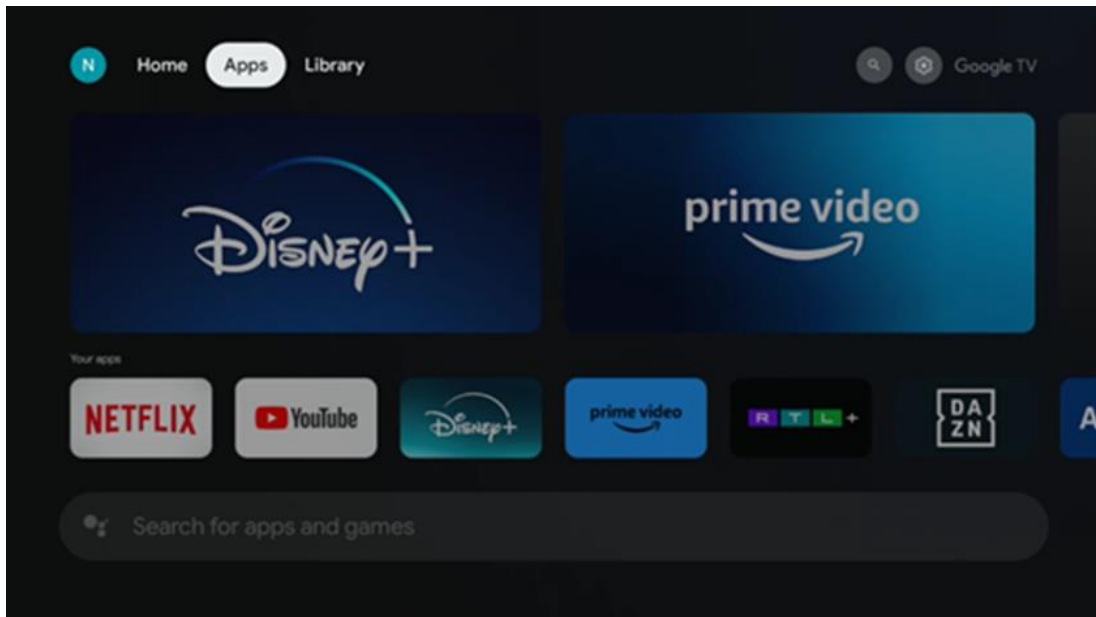 N Home Apps Library Google TV
Disney+ prime video
Your apps
NETFLIX YouTube Disney+ prime video RTL+ DAZN A
Search for apps and games